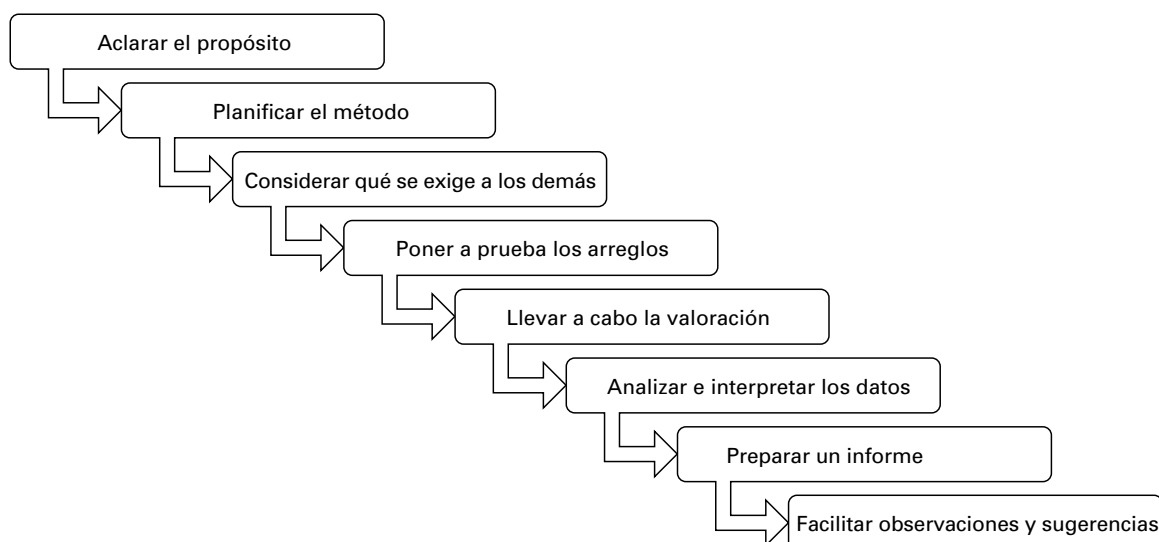 Aclarar el propósito
Planificar el método
Considerar qué se exige a los demás
Poner a prueba los arreglos
Llevar a cabo la valoración
Analizar e interpretar los datos
Preparar un informe
Facilitar observaciones y sugerencias